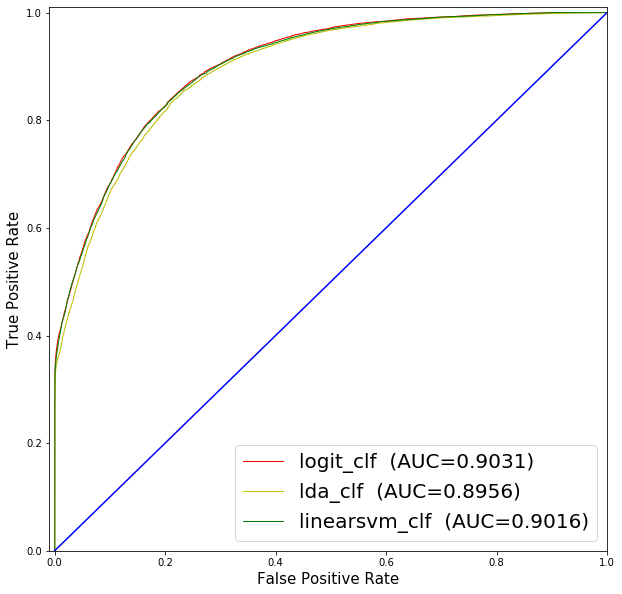 1.0
0.8
0.6
0.4
0.2
0.0
True Positive Rate
logit_clf (AUC=0.9031)
lda_clf (AUC=0.8956)
linearsvm_clf (AUC=0.9016)
0.0 0.2 0.4 0.6 0.8 1.0
False Positive Rate